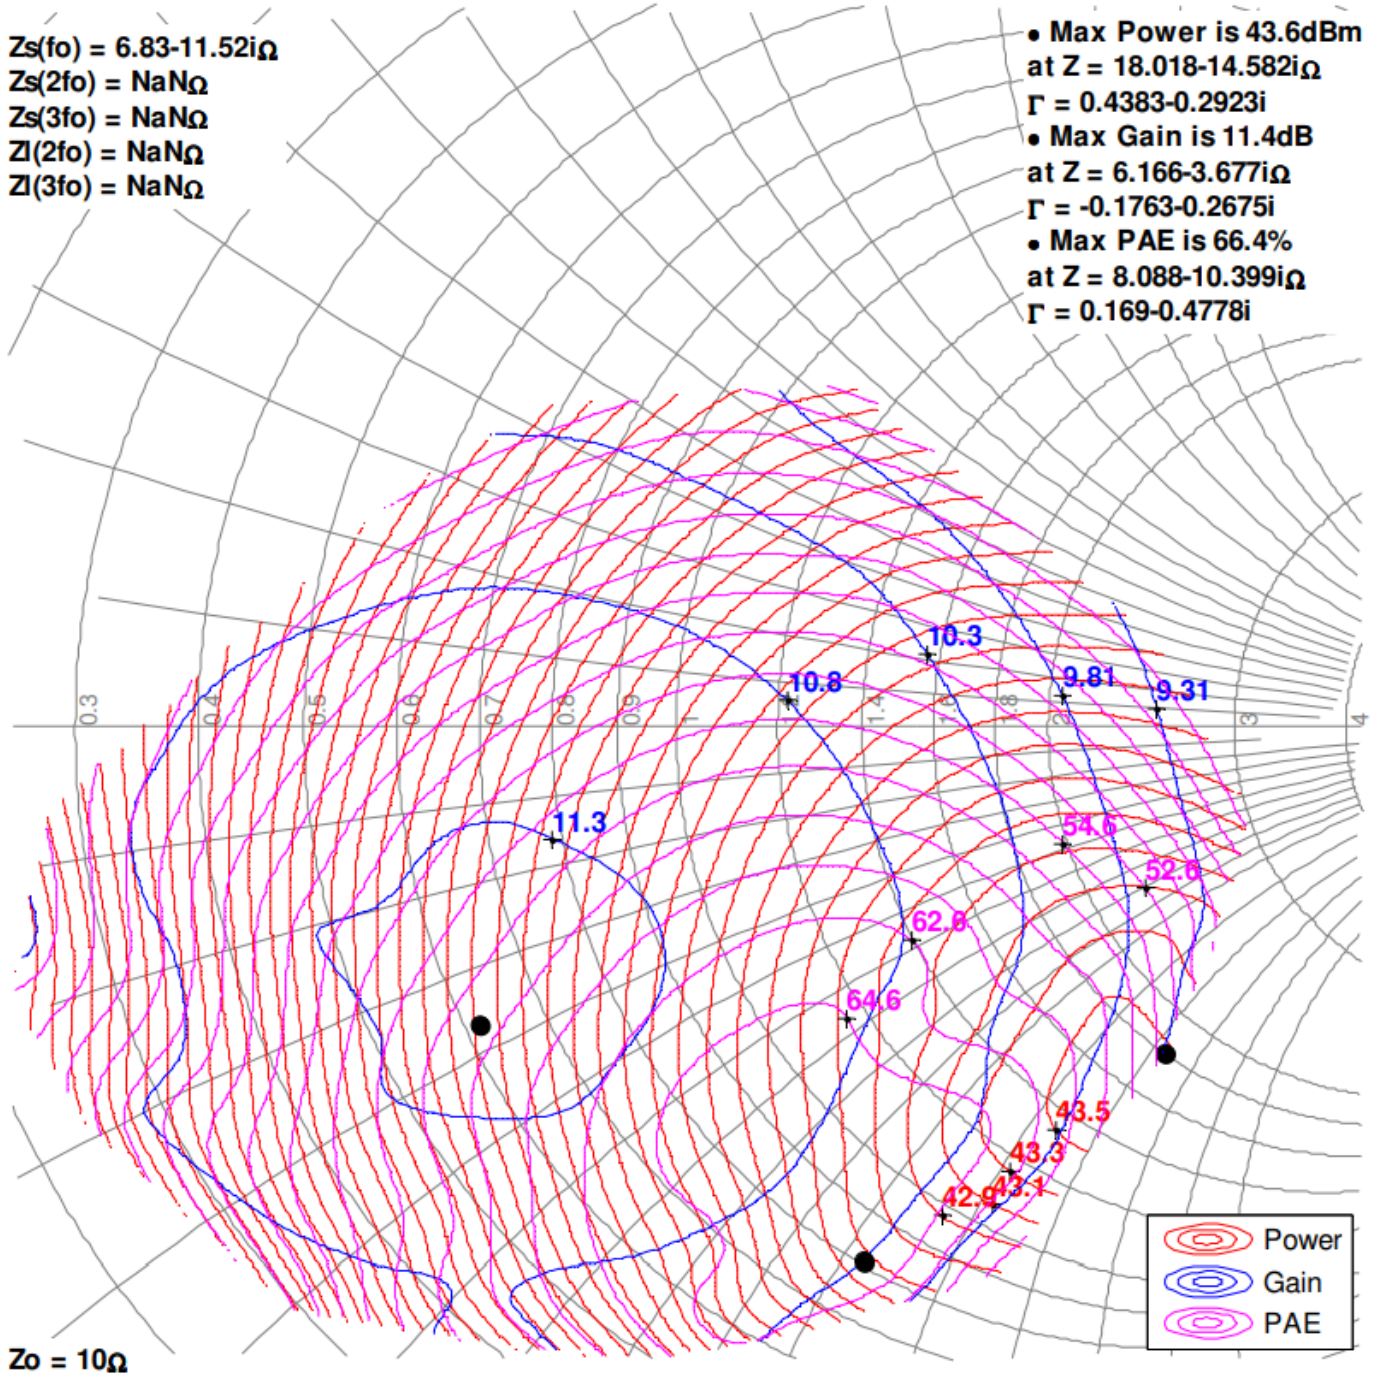 Zs(fo) = 6.83-11.52iΩ
Zs(2fo) = NaNΩ
Zs(3fo) = NaNΩ
Zl(2fo) = NaNΩ
Zl(3fo) = NaNΩ
• Max Power is 43.6dBm
at Z = 18.018-14.582iΩ
Γ = 0.4383-0.2923i
• Max Gain is 11.4dB
at Z = 6.166-3.677iΩ
Γ = -0.1763-0.2675i
• Max PAE is 66.4%
at Z = 8.088-10.399iΩ
Γ = 0.169-0.4778i
10.3
10.8
9.81
9.31
0.3
0.4
0.5
0.6
0.7
0.8
0.9
1
1.4
1.6
1.8
3
4
11.3
54.6
52.6
62.6
64.6
43.5
43.3
43.1
42.9
Power
Gain
PAE
Zo = 10Ω